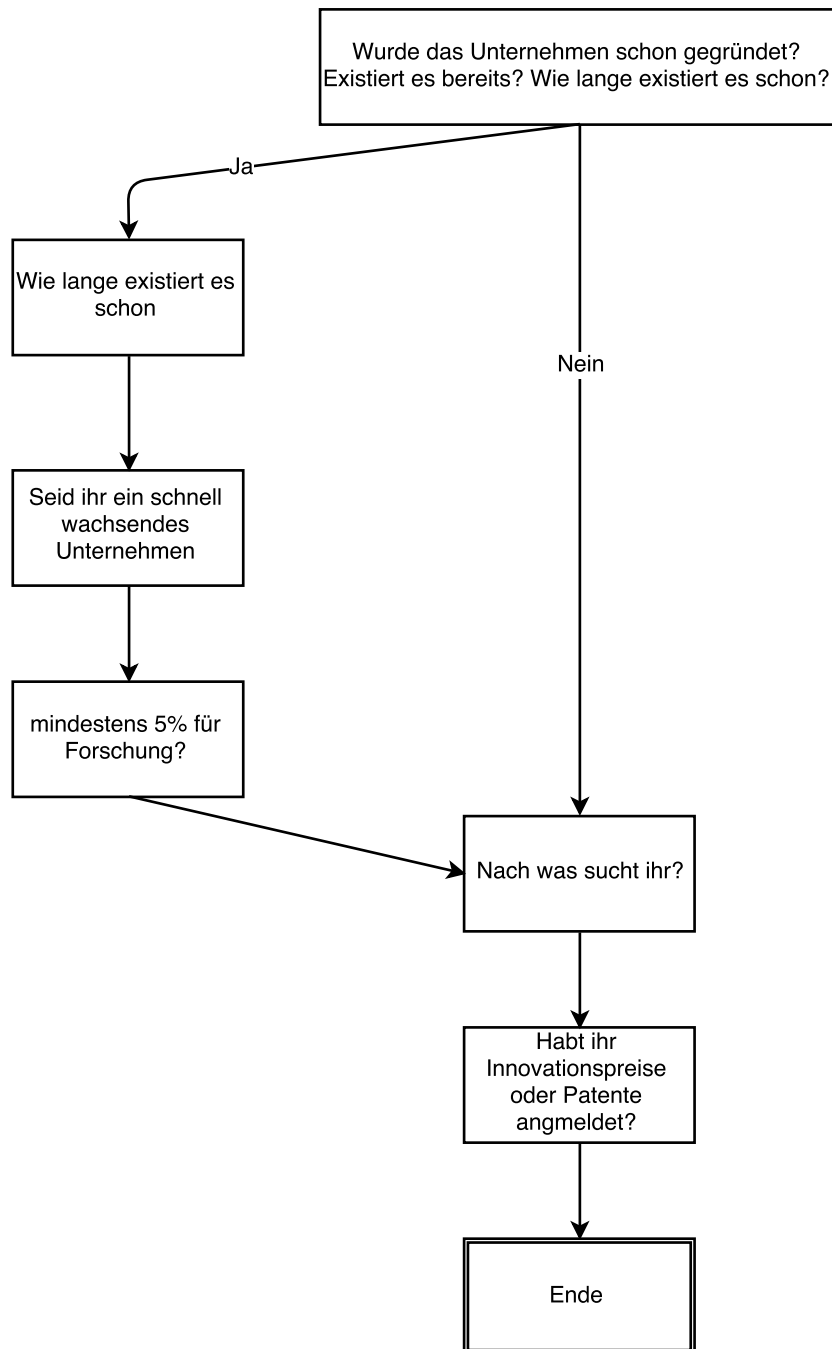 Wurde das Unternehmen schon gegründet?
Existiert es bereits? Wie lange existiert es schon?
Ja
Wie lange existiert es
schon
Nein
Seid ihr ein schnell
wachsendes
Unternehmen
mindestens 5% für
Forschung?
Nach was sucht ihr?
Habt ihr
Innovationspreise
oder Patente
angmeldet?
Ende